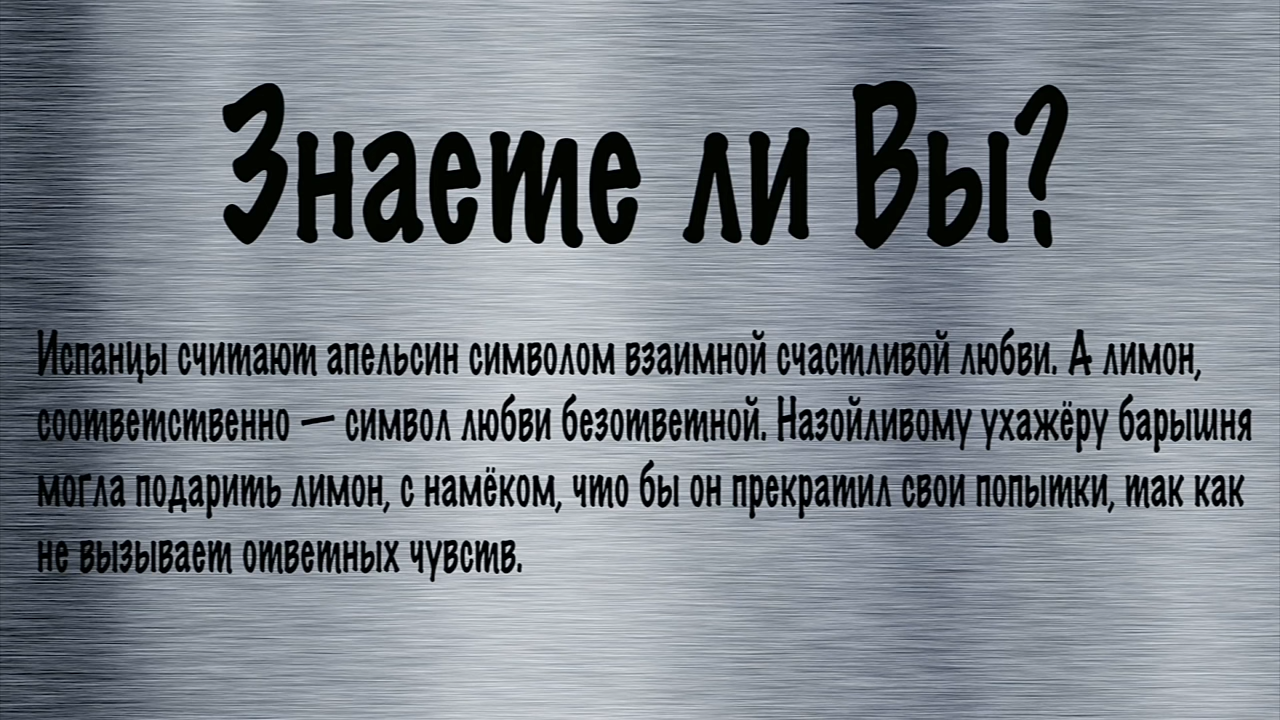 Знаете ли Вы?
Испанцы считают апельсин символом взаимной счастливой любви. А лимон,
соответственно — символ любви безответной. Назойливому ухажёру барышня
могла подарить лимон, с намёком, что бы он прекратил свои попытки, так как
не вызывает ответных чувств.